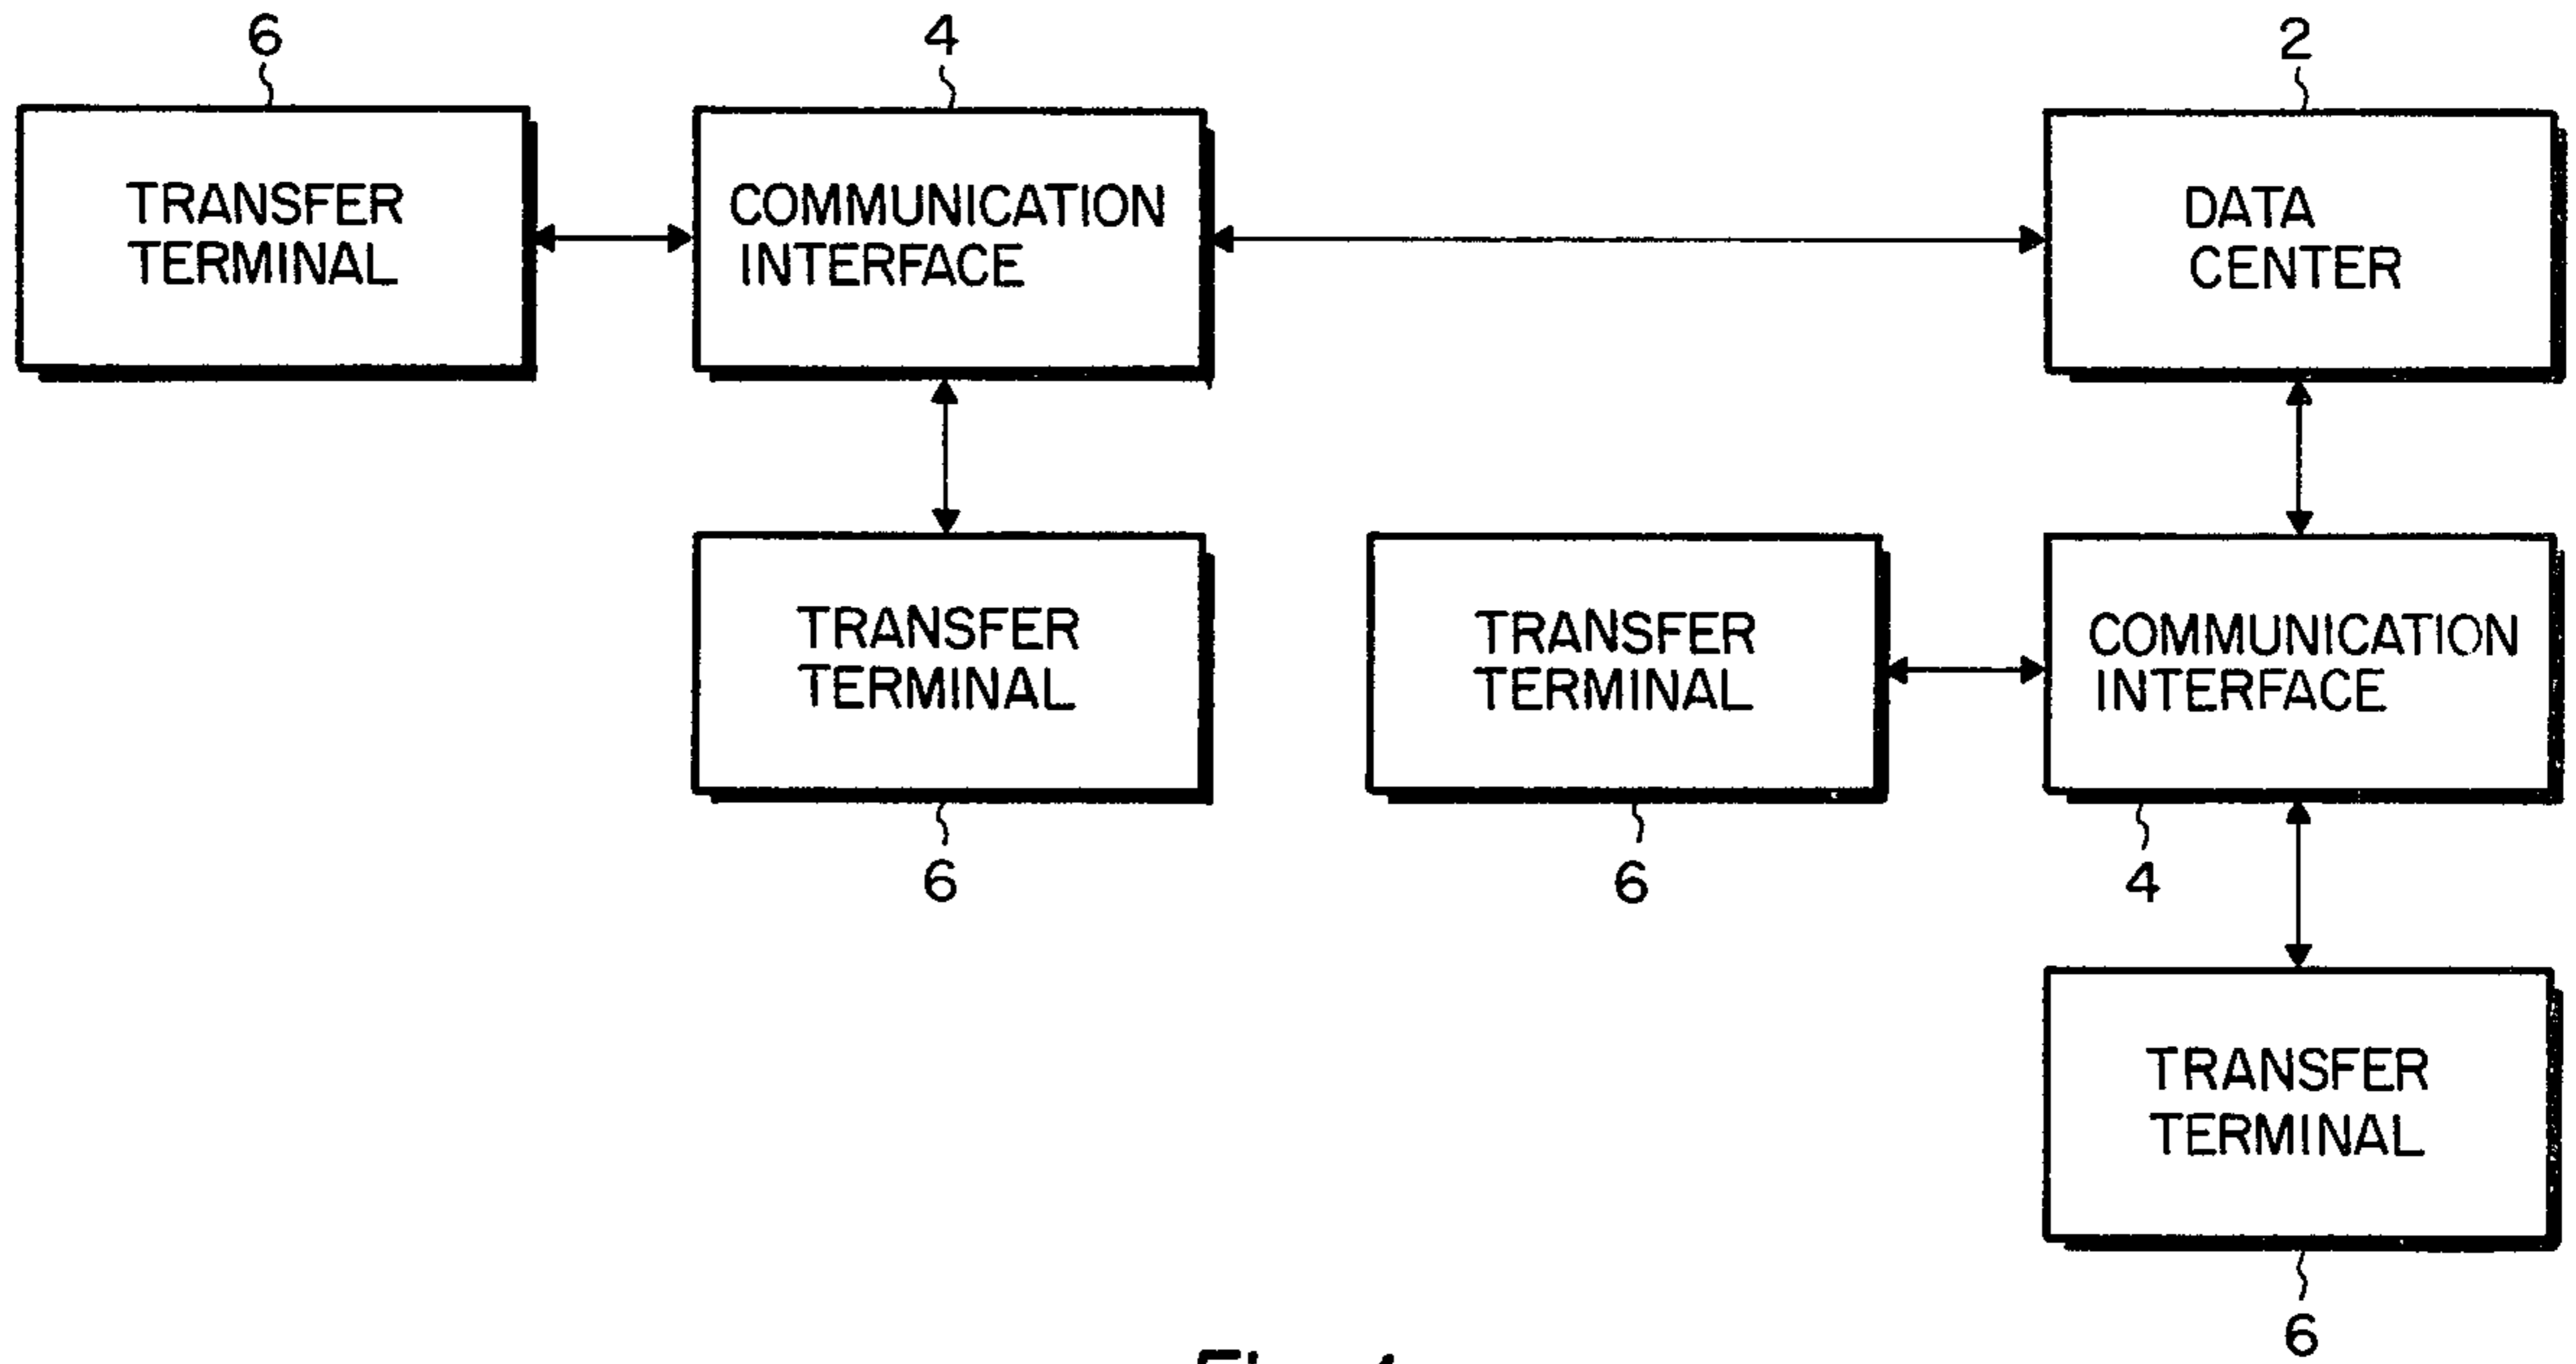 6
4
2
TRANSFER
TERMINAL
COMMUNICATION
INTERFACE
DATA
CENTER
TRANSFER
TERMINAL
TRANSFER
TERMINAL
COMMUNICATION
INTERFACE
6
6
4
TRANSFER
TERMINAL
6